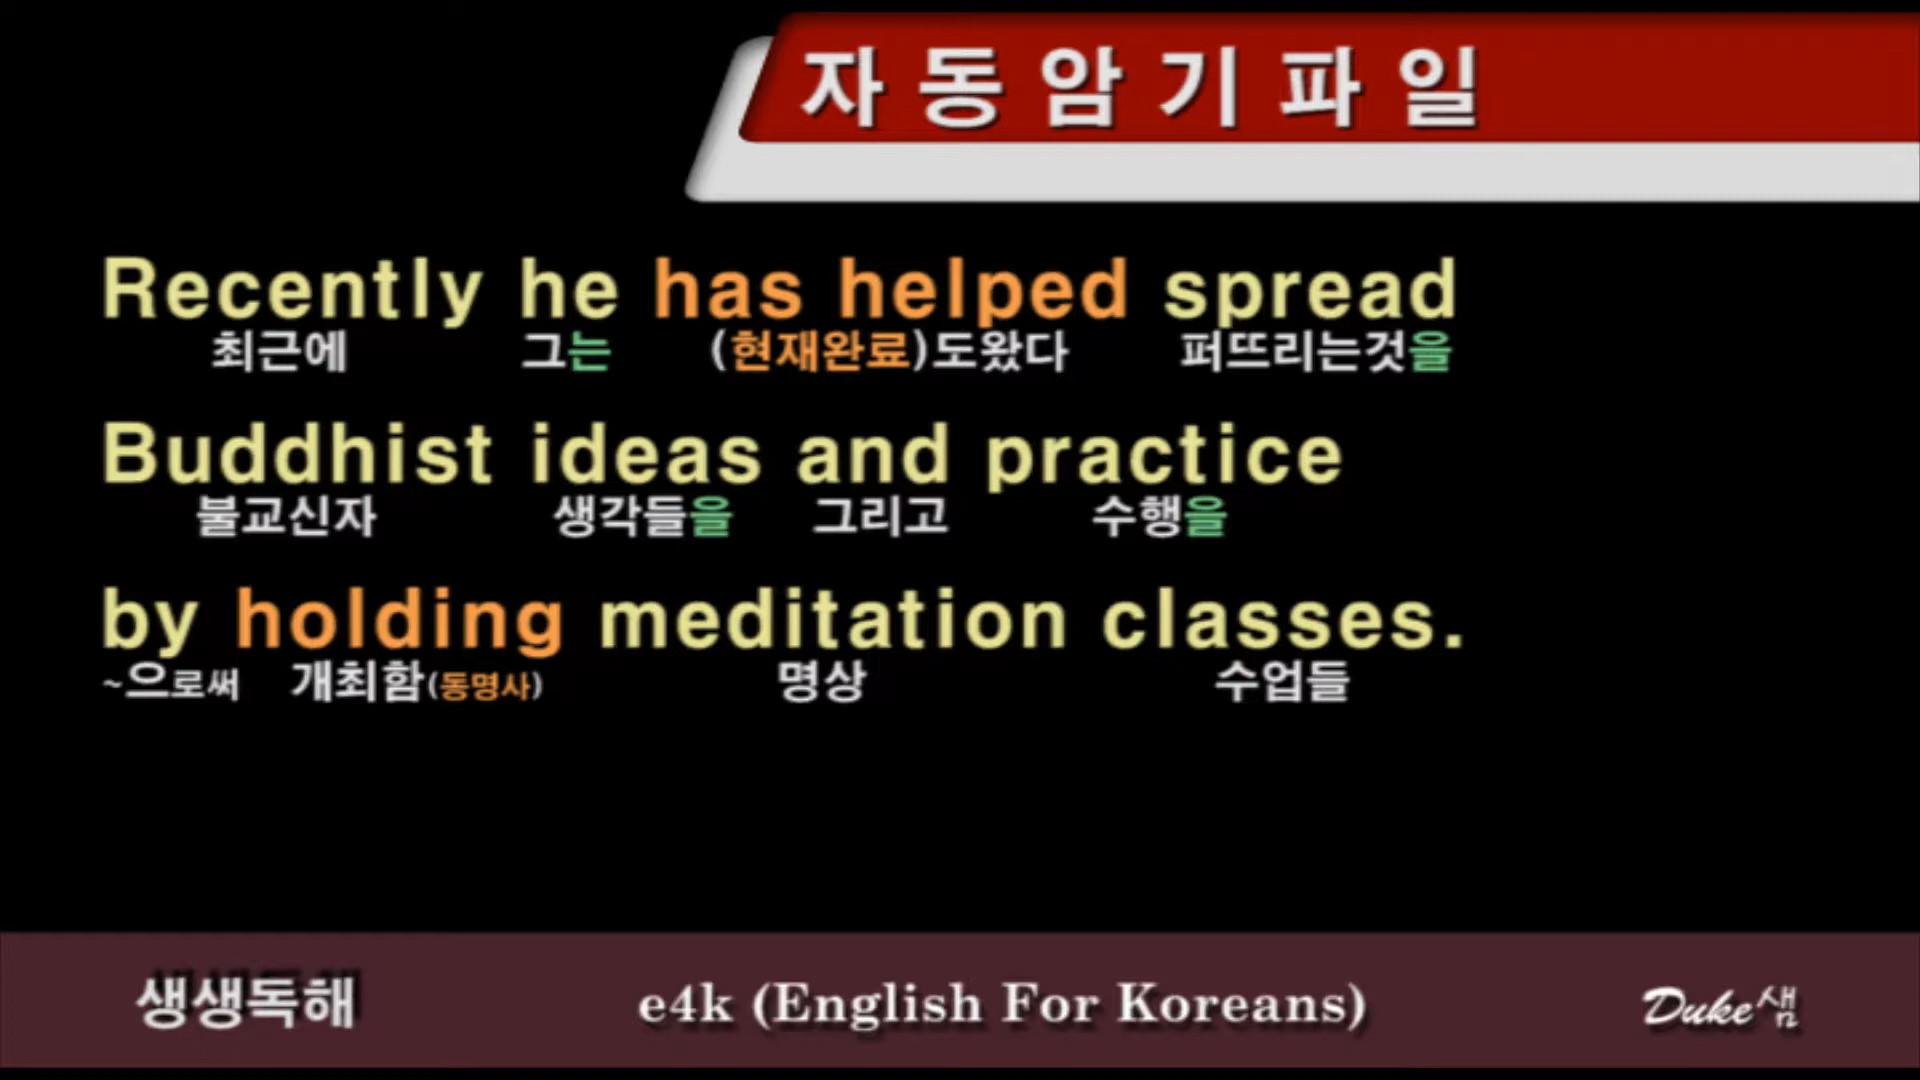 자동암기파일
Recently he has helped spread
최근에 그는 (현재완료)도왔다 퍼뜨리는것을
Buddhist ideas and practice
불교신자 생각들을 그리고 수행을
by holding meditation classes.
~으로써 개최함(동명사) 명상 수업들
생생독해 e4k (English For Koreans) Duke샘